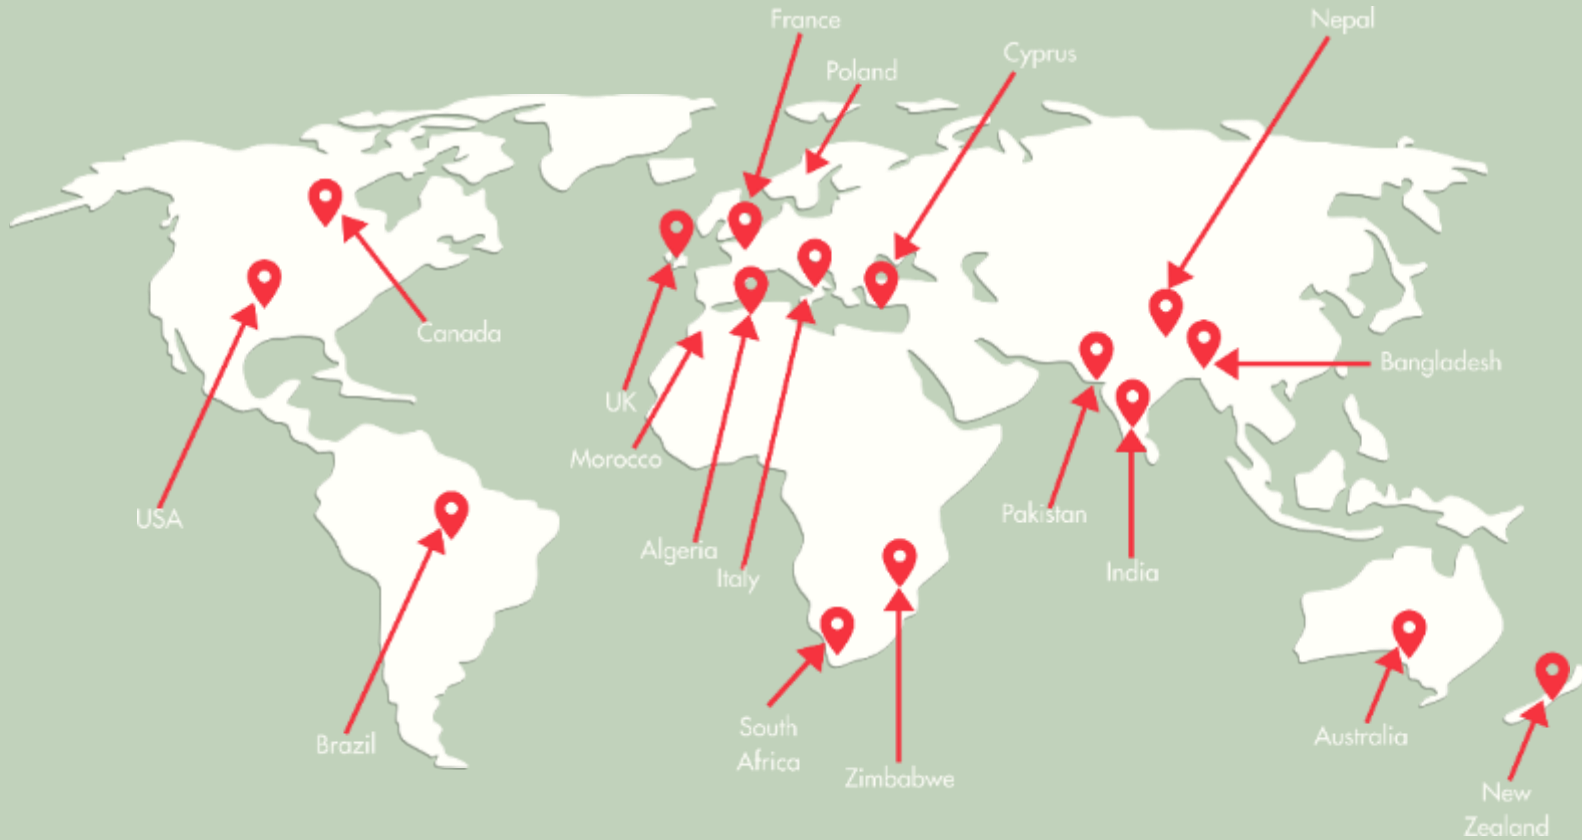 France
Nepal
Cyprus
Poland
Canada
Bangladesh
UK
Morocco
USA
Pakistan
Algeria
Italy
India
South
Africa
Brazil
Australia
Zimbabwe
New
Zealand